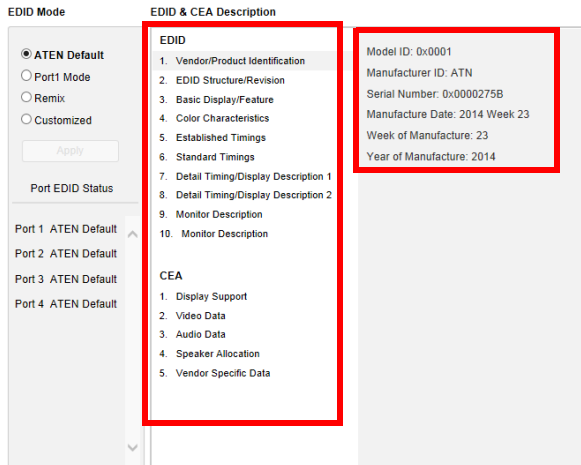 EDID Mode
EDID & CEA Description
ATEN Default
Port1 Mode
Remix
Customized
Apply
Port EDID Status
Port 1 ATEN Default
Port 2 ATEN Default
Port 3 ATEN Default
Port 4 ATEN Default
EDID
1. Vendor/Product Identification
2. EDID Structure/Revision
3. Basic Display/Feature
4. Color Characteristics
5. Established Timings
6. Standard Timings
7. Detail Timing/Display Description 1
8. Detail Timing/Display Description 2
9. Monitor Description
10. Monitor Description
CEA
1. Display Support
2. Video Data
3. Audio Data
4. Speaker Allocation
5. Vendor Specific Data
Model ID: 0x0001
Manufacturer ID: ATN
Serial Number: 0x0000275B
Manufacture Date: 2014 Week 23
Week of Manufacture: 23
Year of Manufacture: 2014